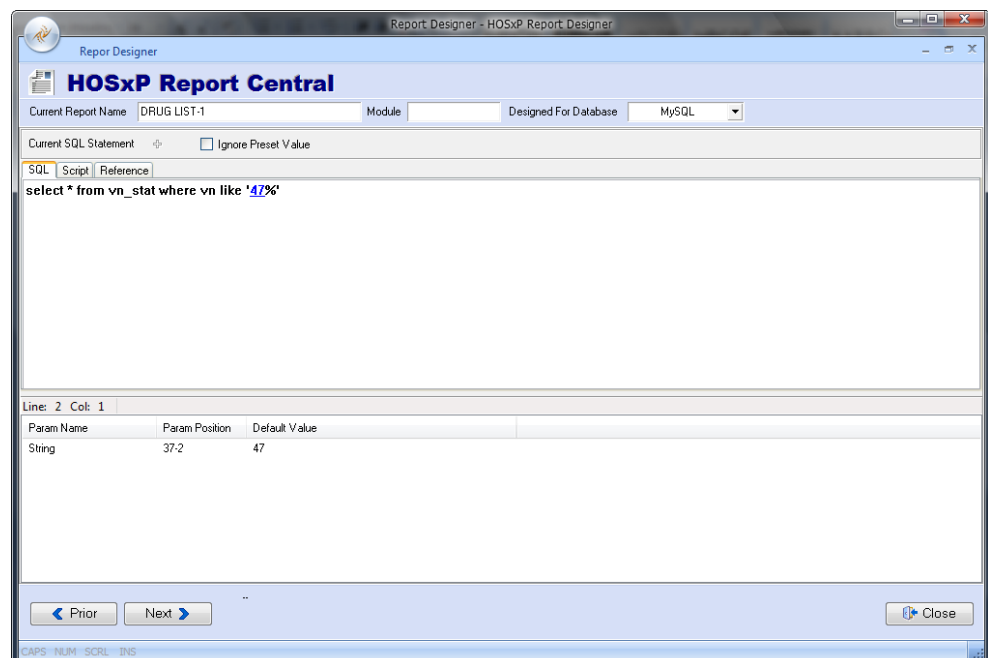 Report Designer - HOSxP Report Designer
Repor Designer
HOSxP Report Central
Current Report Name DRUG LIST-1 Module Designed For Database MySQL
Current SQL Statement Ignore Preset Value
SQL Script Reference
select * from vn_stat where vn like '47%'
Line: 2 Col: 1
Param Name Param Position Default Value
String 37-2 47
..
Prior Next Close
CAPS NUM SCRL INS